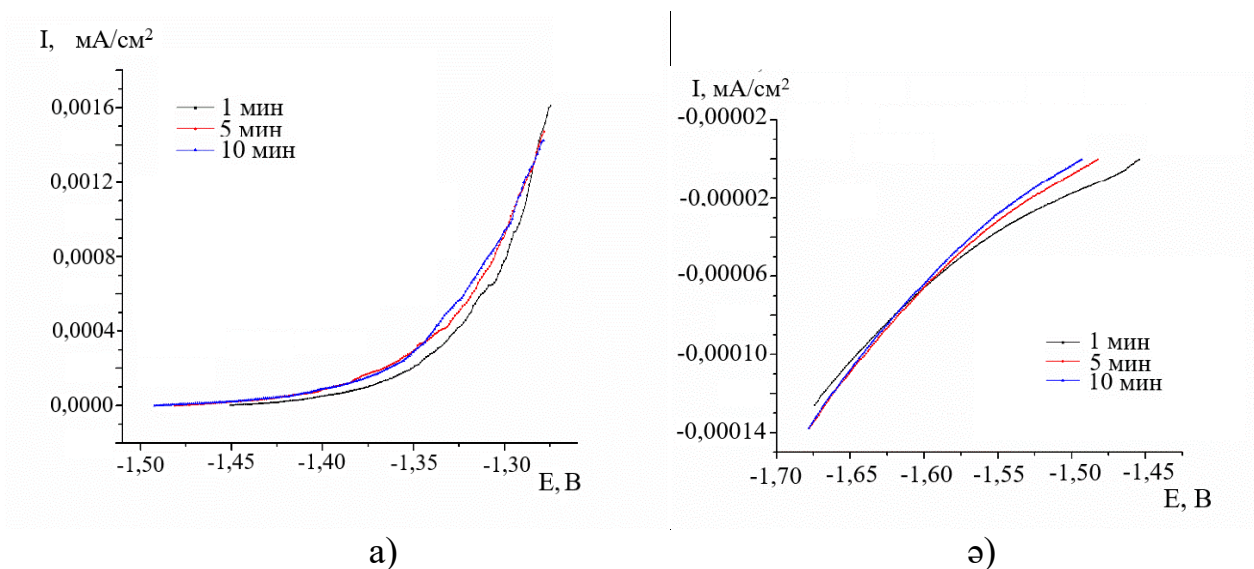 I, мА/см²
0,0016
0,0012
0,0008
0,0004
0,0000
1 мин
5 мин
10 мин
-1,50 -1,45 -1,40 -1,35 -1,30
E, В
а)
I, мА/см²
-0,00002
-0,00002
-0,00006
-0,00010
-0,00014
1 мин
5 мин
10 мин
-1,70 -1,65 -1,60 -1,55 -1,50 -1,45
E, В
ә)